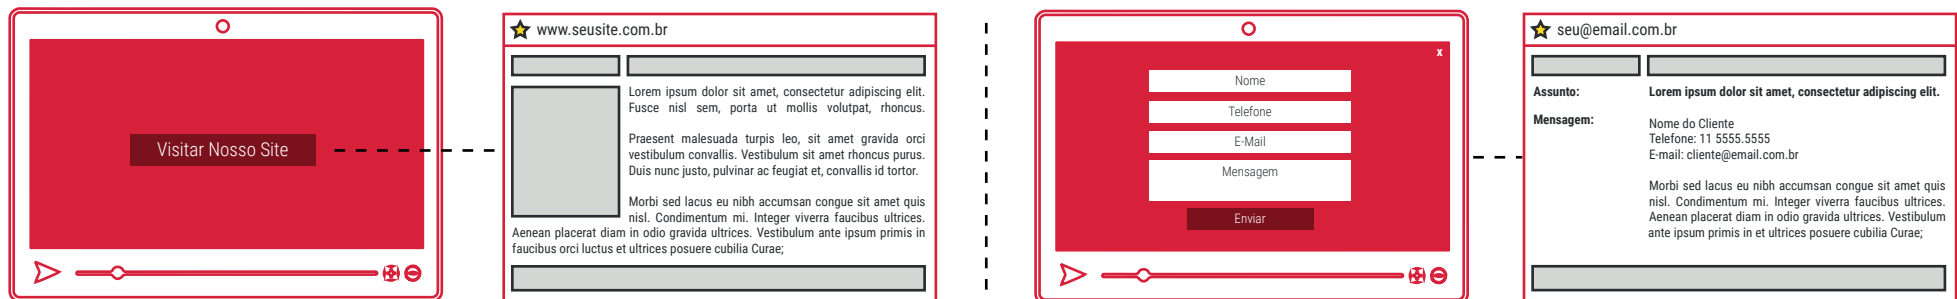 Visitar Nosso Site
www.seusite.com.br
Lorem ipsum dolor sit amet, consectetur adipiscing elit.
Fusce nisl sem, porta ut mollis volutpat, rhoncus.
Praesent malesuada turpis leo, sit amet gravida orci
vestibulum convallis. Vestibulum sit amet rhoncus purus.
Duis nunc justo, pulvinar ac feugiat et, convallis id tortor.
Morbi sed lacus eu nibh accumsan congue sit amet quis
nisl. Condimentum mi. Integer viverra faucibus ultrices.
Aenean placerat diam in odio gravida ultrices. Vestibulum ante ipsum primis in
faucibus orci luctus et ultrices posuere cubilia Curae;
x
Nome
Telefone
E-Mail
Mensagem
Enviar
seu@email.com.br
Assunto: Lorem ipsum dolor sit amet, consectetur adipiscing elit.
Mensagem: Nome do Cliente
Telefone: 11 5555.5555
E-mail: cliente@email.com.br
Morbi sed lacus eu nibh accumsan congue sit amet quis
nisl. Condimentum mi. Integer viverra faucibus ultrices.
Aenean placerat diam in odio gravida ultrices. Vestibulum
ante ipsum primis in et ultrices posuere cubilia Curae;